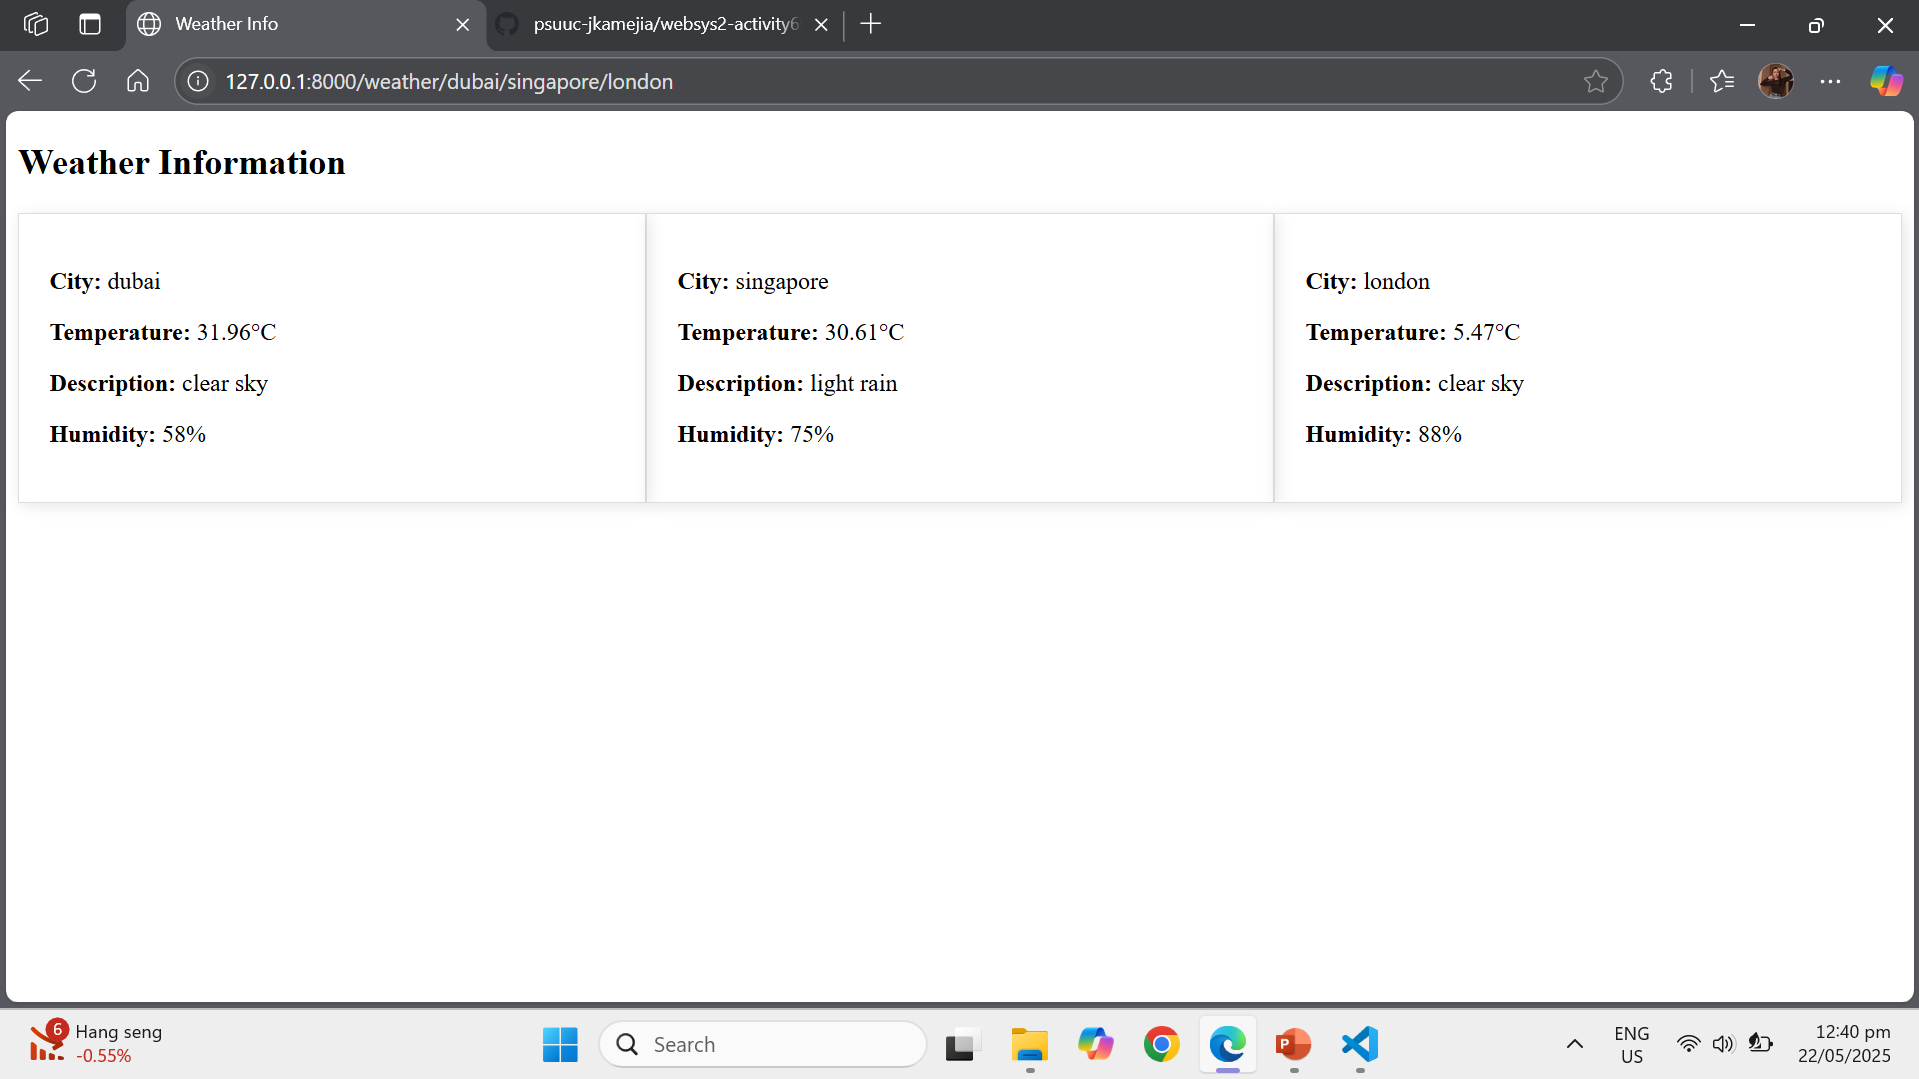 Weather Info
psuuc-jkamejia/websys2-activity6
127.0.0.1:8000/weather/dubai/singapore/london
Weather Information
City: dubai
Temperature: 31.96°C
Description: clear sky
Humidity: 58%
City: singapore
Temperature: 30.61°C
Description: light rain
Humidity: 75%
City: london
Temperature: 5.47°C
Description: clear sky
Humidity: 88%
6
Hang seng
-0.55%
Search
P
ENG
US
12:40 pm
22/05/2025